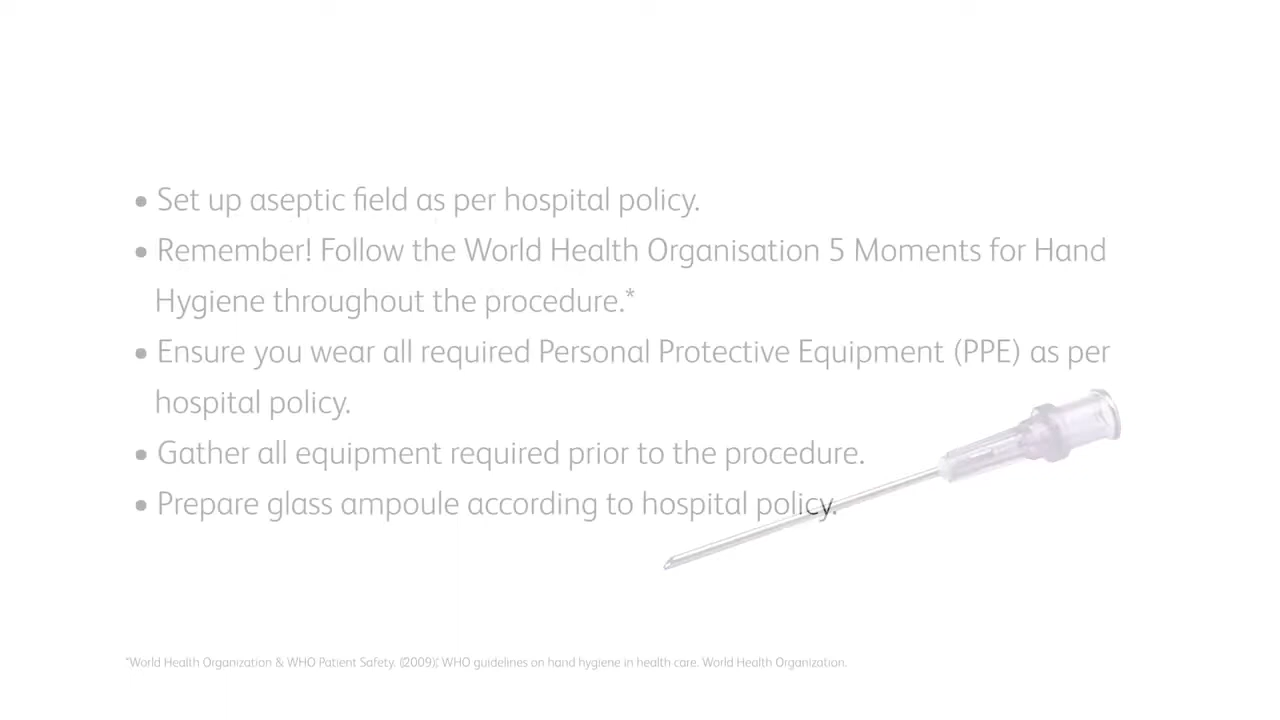 • Set up aseptic field as per hospital policy.
• Remember! Follow the World Health Organisation 5 Moments for Hand
Hygiene throughout the procedure.*
• Ensure you wear all required Personal Protective Equipment (PPE) as per
hospital policy.
• Gather all equipment required prior to the procedure.
• Prepare glass ampoule according to hospital policy.
*World Health Organization & WHO Patient Safety. (2009). WHO guidelines on hand hygiene in health care. World Health Organization.